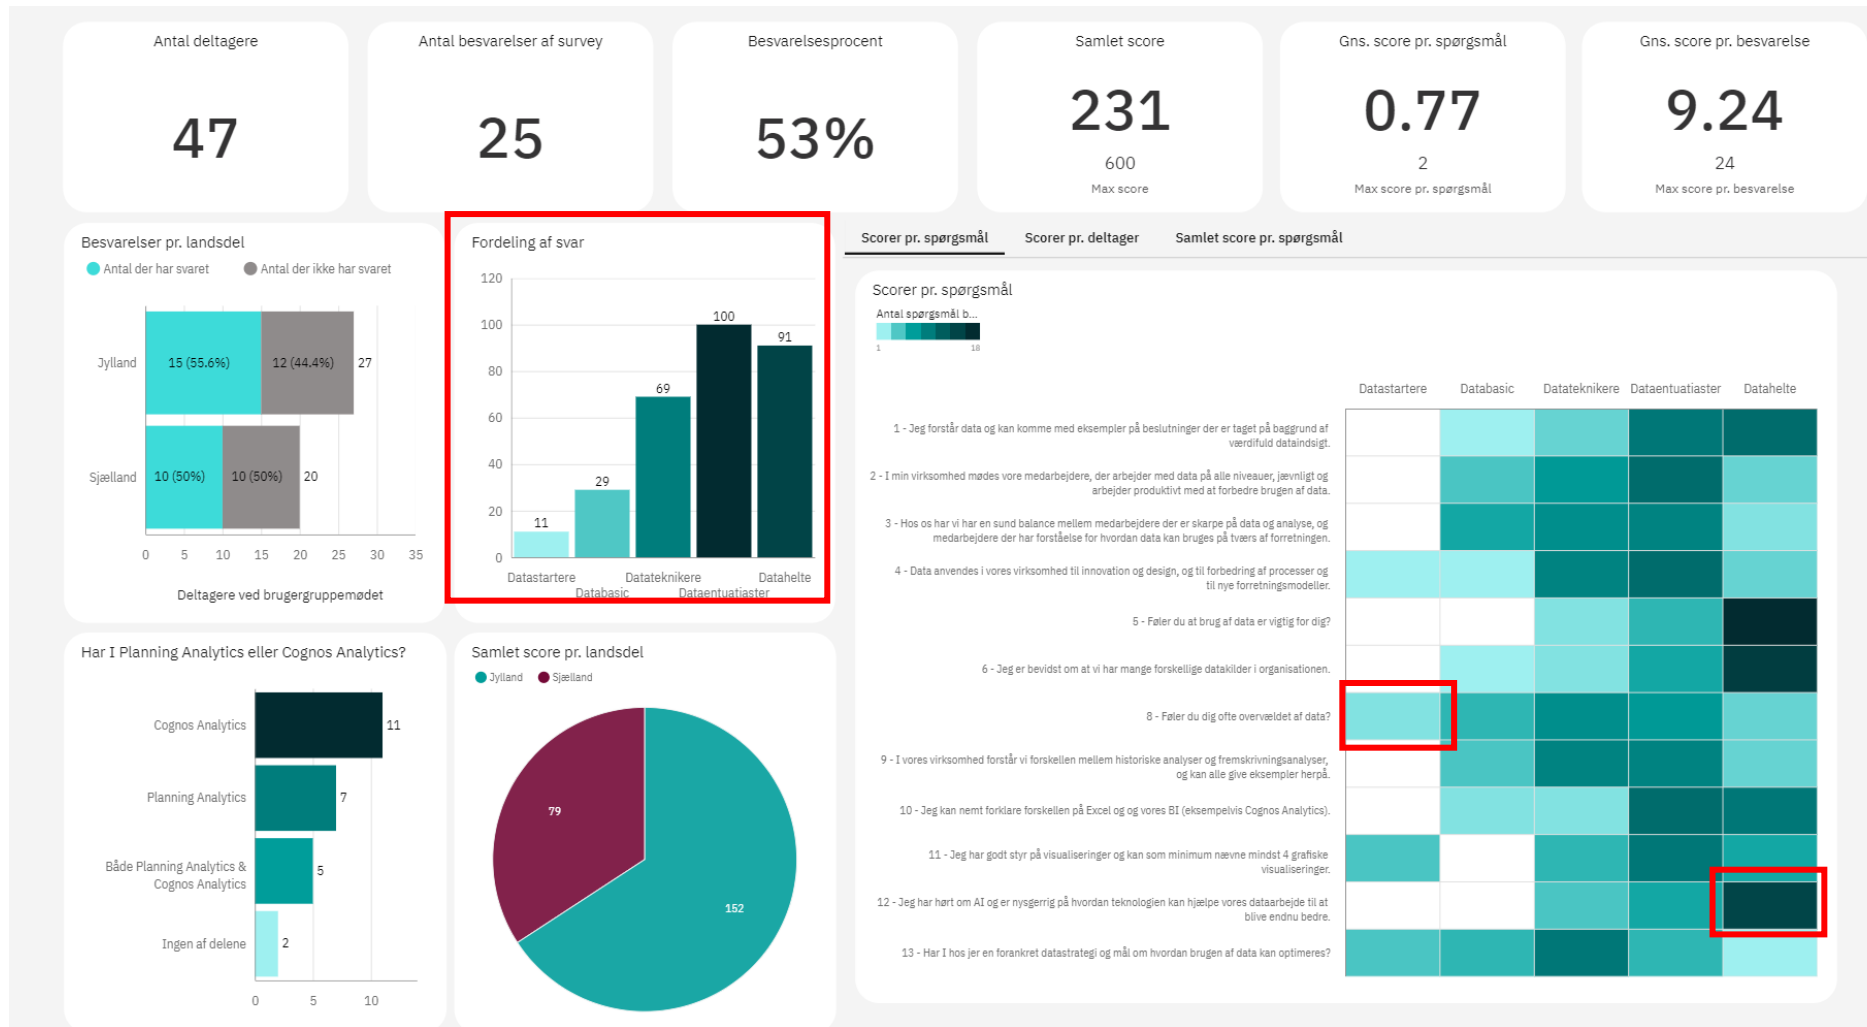 Antal deltagere
47
Antal besvarelser af survey
25
Besvarelsesprocent
53%
Samlet score
231
600
Max score
Gns. score pr. spørgsmål
0.77
2
Max score pr. spørgsmål
Gns. score pr. besvarelse
9.24
24
Max score pr. besvarelse
Besvarelser pr. landsdel
Antal der har svaret
Antal der ikke har svaret
Jylland
15 (55.6%)
12 (44.4%)
27
Sjælland
10 (50%)
10 (50%)
20
0 5 10 15 20 25 30 35
Deltagere ved brugergruppemødet
Fordeling af svar
120
100
80
60
40
20
0
11
29
69
100
91
Datastartere
Databasic
Datateknikere
Dataentuatiaster
Datahelte
Har I Planning Analytics eller Cognos Analytics?
Cognos Analytics
11
Planning Analytics
7
Både Planning Analytics &
Cognos Analytics
5
Ingen af delene
2
0 5 10
Samlet score pr. landsdel
Jylland
Sjælland
79
152
Scorer pr. spørgsmål
Scorer pr. deltager
Samlet score pr. spørgsmål
Scorer pr. spørgsmål
Antal spørgsmål b...
1 18
Datastartere Databasic Datateknikere Dataentuatiaster Datahelte
1 - Jeg forstår data og kan komme med eksempler på beslutninger der er taget på baggrund af
værdifuld dataindsigt.
2 - I min virksomhed mødes vore medarbejdere, der arbejder med data på alle niveauer, jævnligt og
arbejder produktivt med at forbedre brugen af data.
3 - Hos os har vi har en sund balance mellem medarbejdere der er skarpe på data og analyse, og
medarbejdere der har forståelse for hvordan data kan bruges på tværs af forretningen.
4 - Data anvendes i vores virksomhed til innovation og design, og til forbedring af processer og
til nye forretningsmodeller.
5 - Føler du at brug af data er vigtig for dig?
6 - Jeg er bevidst om at vi har mange forskellige datakilder i organisationen.
8 - Føler du dig ofte overvældet af data?
9 - I vores virksomhed forstår vi forskellen mellem historiske analyser og fremskrivningsanalyser,
og kan alle give eksempler herpå.
10 - Jeg kan nemt forklare forskellen på Excel og og vores BI (eksempelvis Cognos Analytics).
11 - Jeg har godt styr på visualiseringer og kan som minimum nævne mindst 4 grafiske
visualiseringer.
12 - Jeg har hørt om AI og er nysgerrig på hvordan teknologien kan hjælpe vores dataarbejde til at
blive endnu bedre.
13 - Har I hos jer en forankret datastrategi og mål om hvordan brugen af data kan optimeres?